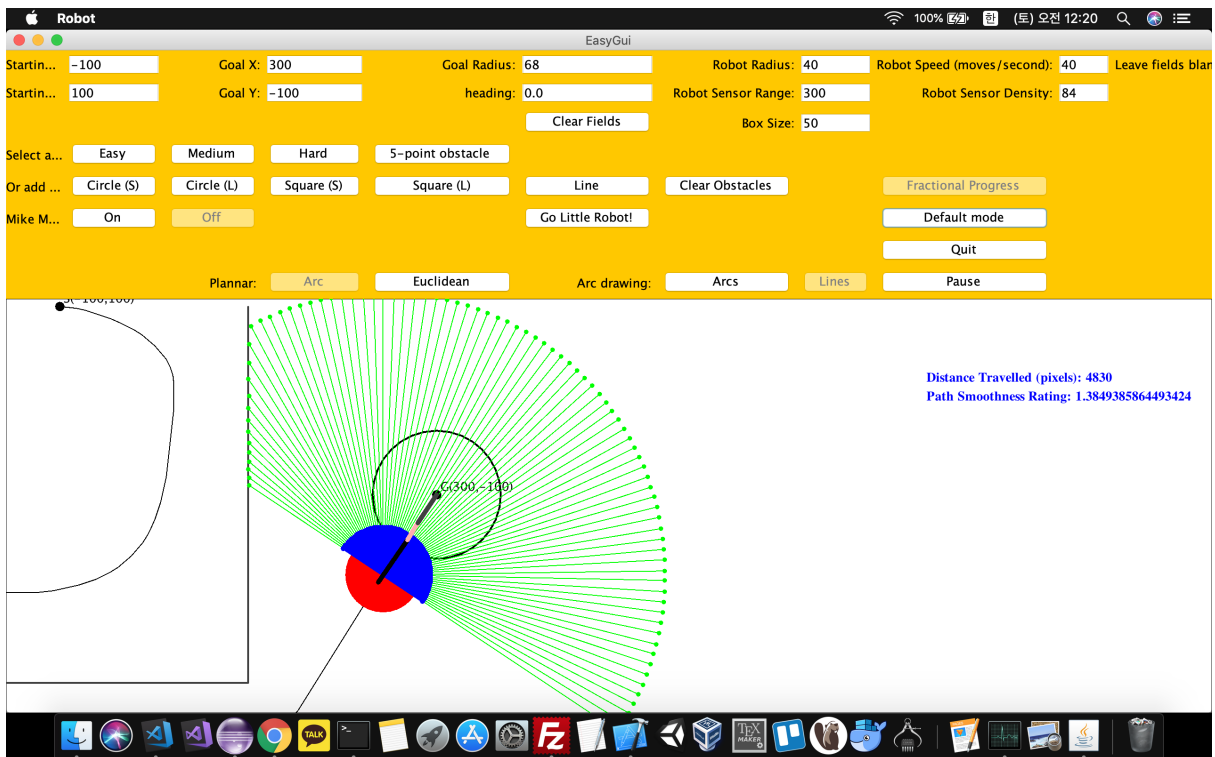 Robot 100% 한 (토) 오전 12:20
EasyGui
Startin... -100 Goal X: 300 Goal Radius: 68 Robot Radius: 40 Robot Speed (moves/second): 40 Leave fields blan
Startin... 100 Goal Y: -100 heading: 0.0 Robot Sensor Range: 300 Robot Sensor Density: 84
Clear Fields Box Size: 50
Select a... Easy Medium Hard 5-point obstacle
Or add ... Circle (S) Circle (L) Square (S) Square (L) Line Clear Obstacles Fractional Progress
Mike M... On Off Go Little Robot! Default mode
Quit
Plannar: Arc Euclidean Arc drawing: Arcs Lines Pause
S(-100,100)
Distance Travelled (pixels): 4830
Path Smoothness Rating: 1.3849385864493424
G(300,-100)
TALK
TEX
MAKER